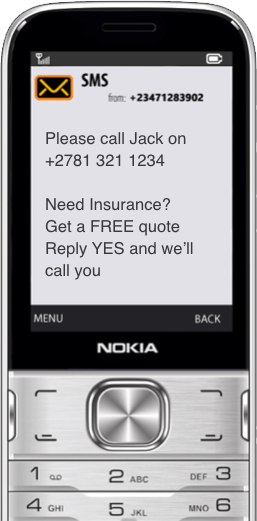 SMS
from: +23471283902
Please call Jack on
+2781 321 1234
Need Insurance?
Get a FREE quote
Reply YES and we'll
call you
MENU BACK
NOKIA
1 2 ABC DEF 3
4 GHI 5 JKL MNO 6